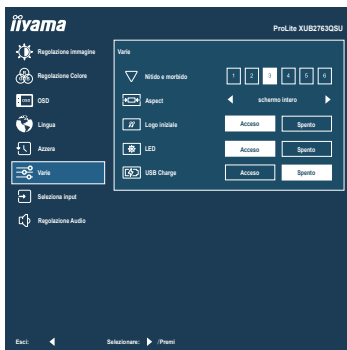 iiyama
ProLite XUB2763QSU
Regolazione immagine
Regolazione Colore
OSD
OSD
Lingua
Azzera
Varie
Seleziona input
Regolazione Audio
Varie
Nitido e morbido
1 2 3 4 5 6
Aspect
schermo intero
Logo iniziale
Acceso Spento
LED
Acceso Spento
USB Charge
Acceso Spento
Esci:
Selezionare: /Premi